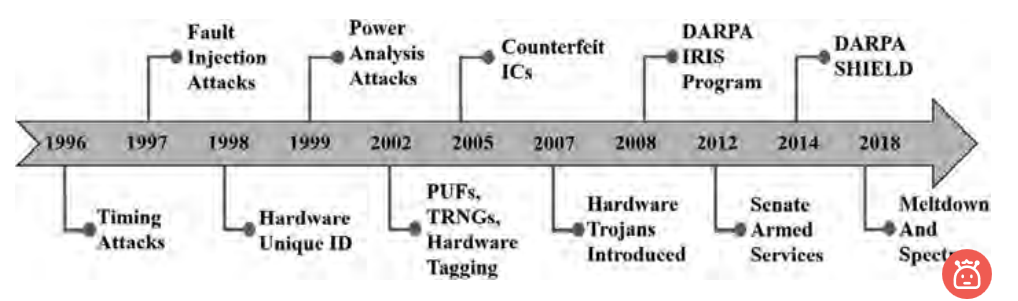 Fault
Injection
Attacks
Power
Analysis
Attacks
Counterfeit
ICs
DARPA
IRIS
Program
DARPA
SHIELD
1996 1997 1998 1999 2002 2005 2007 2008 2012 2014 2018
Timing
Attacks
Hardware
Unique ID
PUFs,
TRNGs,
Hardware
Tagging
Hardware
Trojans
Introduced
Senate
Armed
Services
Meltdown
And